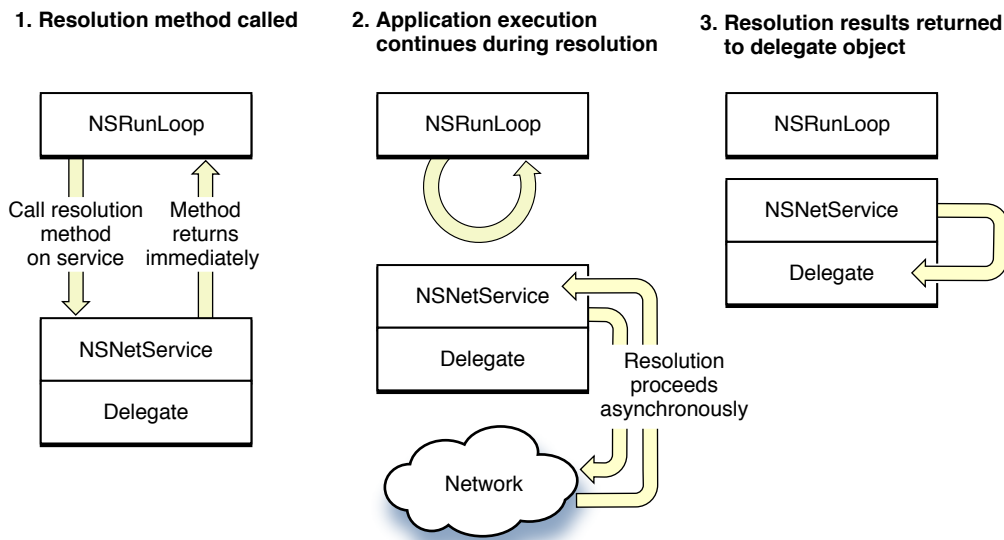 1. Resolution method called
NSRunLoop
Call resolution
method
on service
Method
returns
immediately
NSNetService
Delegate
2. Application execution
continues during resolution
NSRunLoop
NSNetService
Delegate
Resolution
proceeds
asynchronously
Network
3. Resolution results returned
to delegate object
NSRunLoop
NSNetService
Delegate